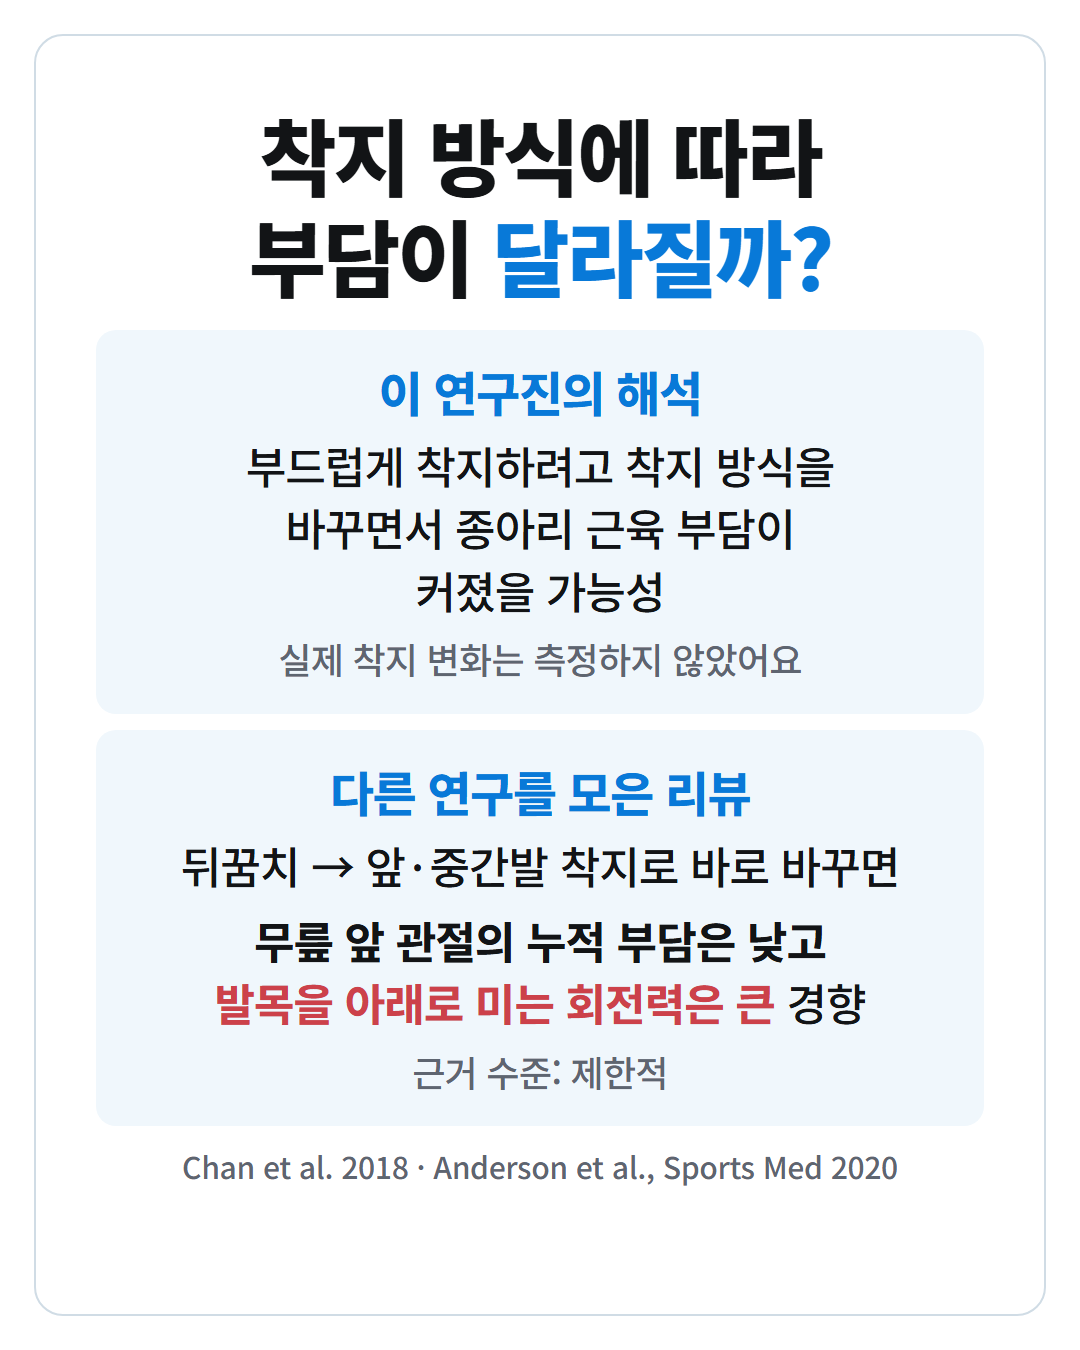 착지 방식에 따라
부담이 달라질까?
이 연구진의 해석
부드럽게 착지하려고 착지 방식을
바꾸면서 종아리 근육 부담이
커졌을 가능성
실제 착지 변화는 측정하지 않았어요
다른 연구를 모은 리뷰
뒤꿈치 → 앞·중간발 착지로 바로 바꾸면
무릎 앞 관절의 누적 부담은 낮고
발목을 아래로 미는 회전력은 큰 경향
근거 수준: 제한적
Chan et al. 2018 · Anderson et al., Sports Med 2020